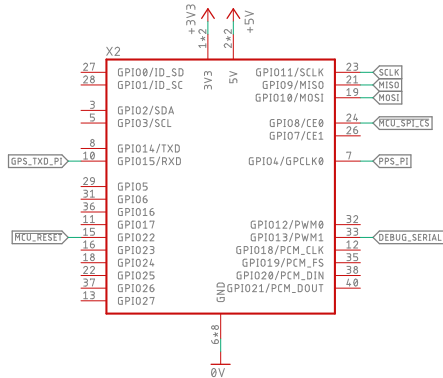 +3V3
+5V
1*2
2*2
X2
3V3
5V
27 GPIO0/ID_SD
28 GPIO1/ID_SC
3 GPIO2/SDA
5 GPIO3/SCL
8 GPIO14/TXD
GPS_TXD_PI 10 GPIO15/RXD
29 GPIO5
31 GPIO6
36 GPIO16
11 GPIO17
MCU_RESET 15 GPIO22
16 GPIO23
18 GPIO24
22 GPIO25
37 GPIO26
13 GPIO27
GPIO11/SCLK 23 SCLK
GPIO9/MISO 21 MISO
GPIO10/MOSI 19 MOSI
GPIO8/CE0 24 MCU_SPI_CS
GPIO7/CE1 26
GPIO4/GPCLK0 7 PPS_PI
GPIO12/PWM0 32
GPIO13/PWM1 33 DEBUG_SERIAL
GPIO18/PCM_CLK 12
GPIO19/PCM_FS 35
GPIO20/PCM_DIN 38
GPIO21/PCM_DOUT 40
GND
6*8
0V